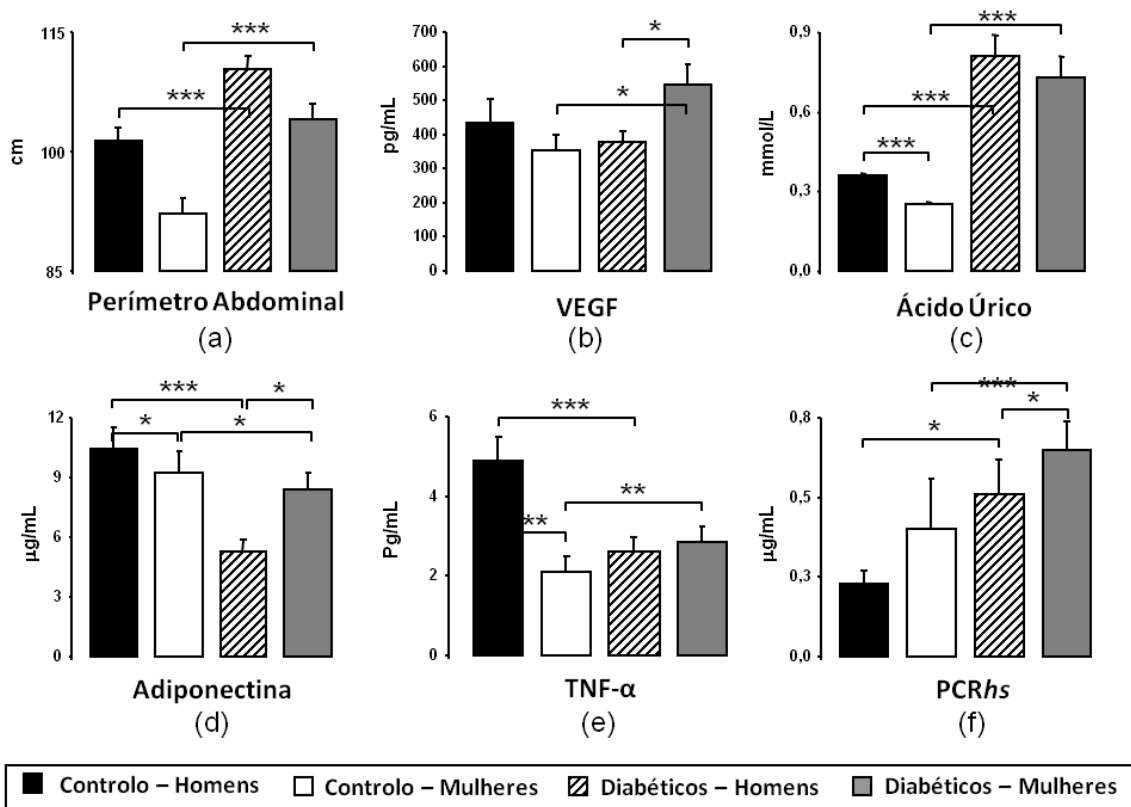 115
100
85
cm
***
***
Perímetro Abdominal
(a)
700
600
500
400
300
200
100
0
pg/mL
*
*
VEGF
(b)
0,9
0,6
0,3
0,0
mmol/L
***
***
***
Ácido Úrico
(c)
12
9
6
3
0
µg/mL
***
*
*
*
Adiponectina
(d)
6
4
2
0
Pg/mL
***
**
**
TNF-α
(e)
0,8
0,5
0,3
0,0
µg/mL
***
*
*
PCRhs
(f)
Controlo – Homens Controlo – Mulheres Diabéticos – Homens Diabéticos – Mulheres